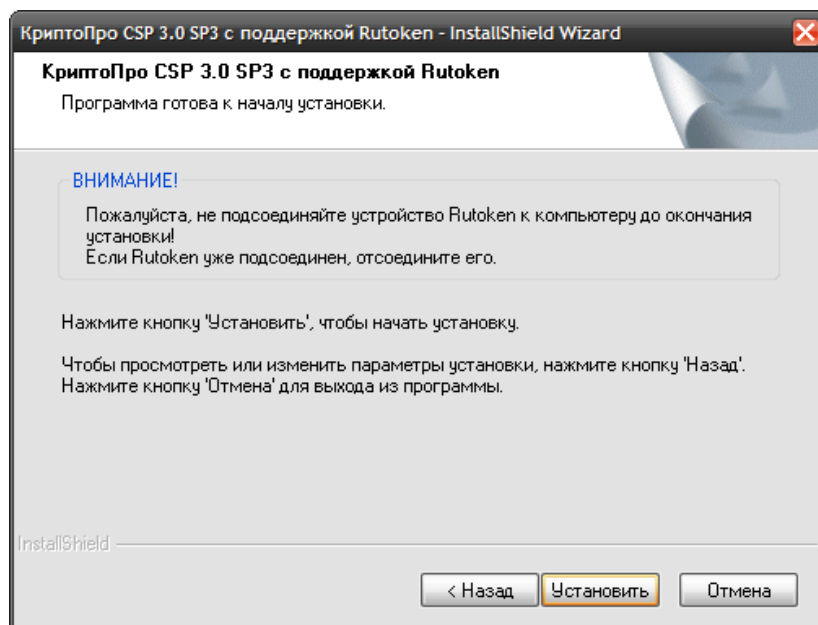 КриптоПро CSP 3.0 SP3 с поддержкой Rutoken - InstallShield Wizard
КриптоПро CSP 3.0 SP3 с поддержкой Rutoken
Программа готова к началу установки.
ВНИМАНИЕ!
Пожалуйста, не подсоединяйте устройство Rutoken к компьютеру до окончания
установки!
Если Rutoken уже подсоединен, отсоедините его.
Нажмите кнопку 'Установить', чтобы начать установку.
Чтобы просмотреть или изменить параметры установки, нажмите кнопку 'Назад'.
Нажмите кнопку 'Отмена' для выхода из программы.
InstallShield
< Назад Установить Отмена